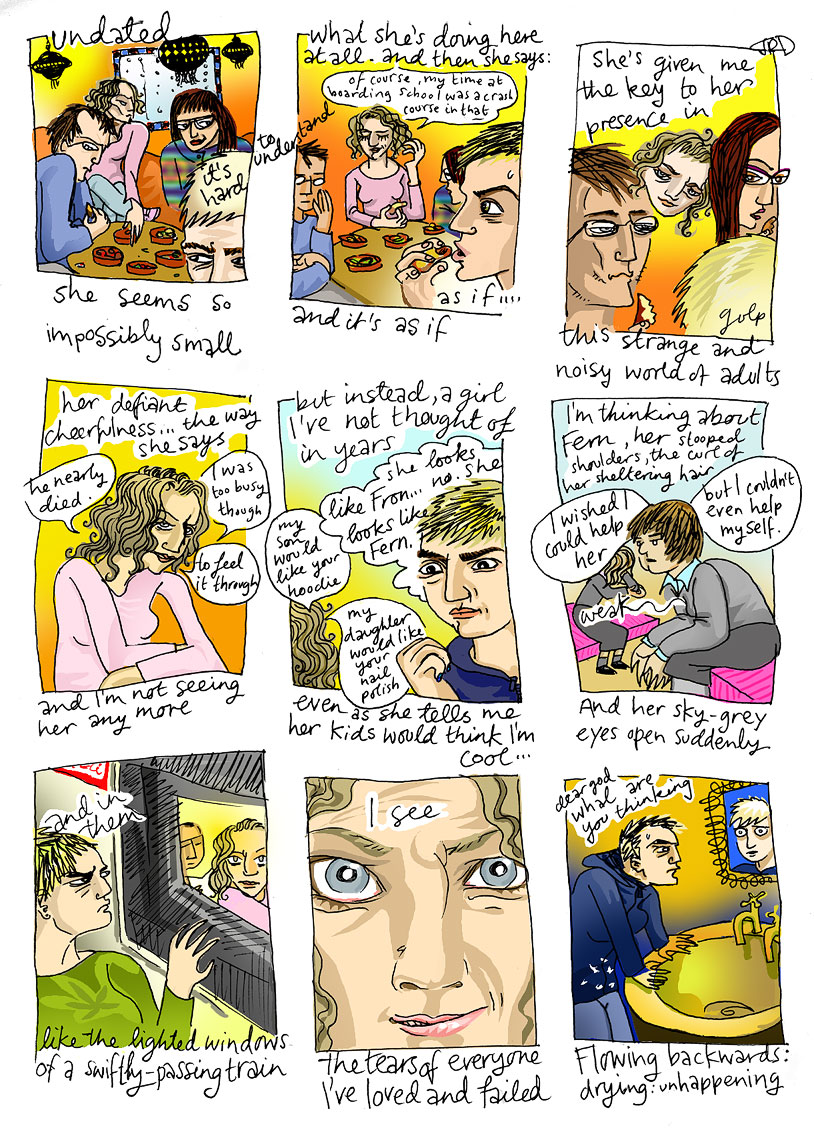 undated
it's
hard
to
understand
she seems so
impossibly small
what she's doing here
at all. and then she says:
of course, my time at
boarding school was a crash
course in that
as if....
and it's as if
JRD
she's given me
the key to her
presence in
golp
this strange and
noisy world of adults
her defiant
cheerfulness... the way
she says
he nearly
died.
I was
too busy
though
to feel
it through
and I'm not seeing
her any more
but instead, a girl
I've not thought of
in years
she looks
like Fron... no. She
looks like
Fern.
my
son
would
like your
hoodie
my
daughter
would like
your
nail
polish
even as she tells me
her kids would think I'm
cool...
I'm thinking about
Fern, her stooped
shoulders, the curl of
her sheltering hair
I wished I
could help
her
but I couldn't
even help
myself.
weak
And her sky-grey
eyes open suddenly
and in
them
like the lighted windows
of a swiftly-passing train
I see
the tears of everyone
I've loved and failed
dear god
what are
you thinking
Flowing backwards:
drying: unhappening